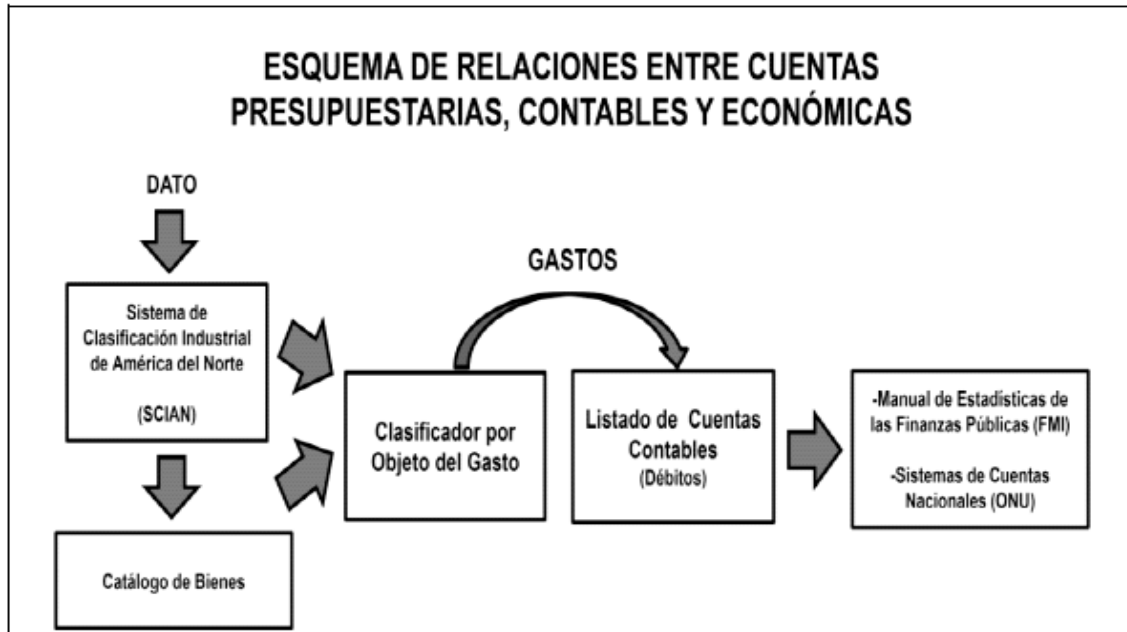 ESQUEMA DE RELACIONES ENTRE CUENTAS
PRESUPUESTARIAS, CONTABLES Y ECONÓMICAS
DATO
GASTOS
Sistema de
Clasificación Industrial
de América del Norte
(SCIAN)
Clasificador por
Objeto del Gasto
Listado de Cuentas
Contables
(Débitos)
-Manual de Estadísticas de
las Finanzas Públicas (FMI)
-Sistemas de Cuentas
Nacionales (ONU)
Catálogo de Bienes